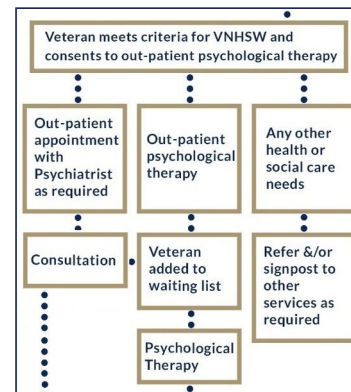 Veteran meets criteria for VNHSW and
consents to out-patient psychological therapy
Out-patient
appointment
with
Psychiatrist
as required
Out-patient
psychological
therapy
Any other
health or
social care
needs
Consultation
Veteran
added to
waiting list
Refer &/or
signpost to
other
services as
required
Psychological
Therapy